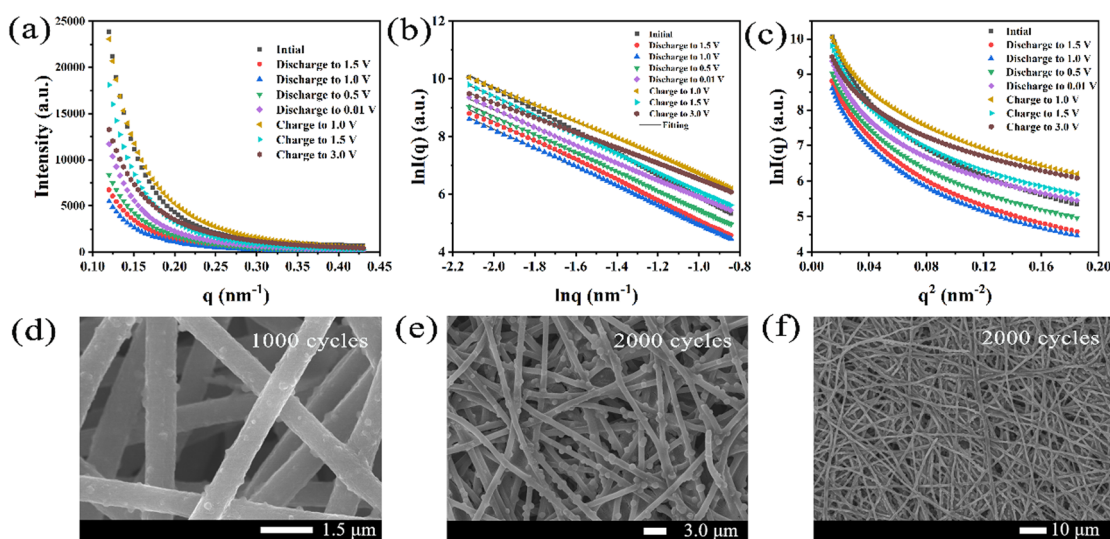 (a)
25000
20000
15000
10000
5000
0
Intensity (a.u.)
0.10 0.15 0.20 0.25 0.30 0.35 0.40 0.45
q (nm-1)
Intial
Discharge to 1.5 V
Discharge to 1.0 V
Discharge to 0.5 V
Discharge to 0.01 V
Charge to 1.0 V
Charge to 1.5 V
Charge to 3.0 V
(b)
12
10
8
6
4
lnI(q) (a.u.)
-2.2 -2.0 -1.8 -1.6 -1.4 -1.2 -1.0 -0.8
lnq (nm-1)
Initial
Discharge to 1.5 V
Discharge to 1.0 V
Discharge to 0.5 V
Discharge to 0.01 V
Charge to 1.0 V
Charge to 1.5 V
Charge to 3.0 V
Fitting
(c)
10
9
8
7
6
5
4
lnI(q) (a.u.)
0.00 0.04 0.08 0.12 0.16 0.20
q2 (nm-2)
Initial
Discharge to 1.5 V
Discharge to 1.0 V
Discharge to 0.5 V
Discharge to 0.01 V
Charge to 1.0 V
Charge to 1.5 V
Charge to 3.0 V
(d)
1000 cycles
1.5 μm
(e)
2000 cycles
3.0 μm
(f)
2000 cycles
10 μm